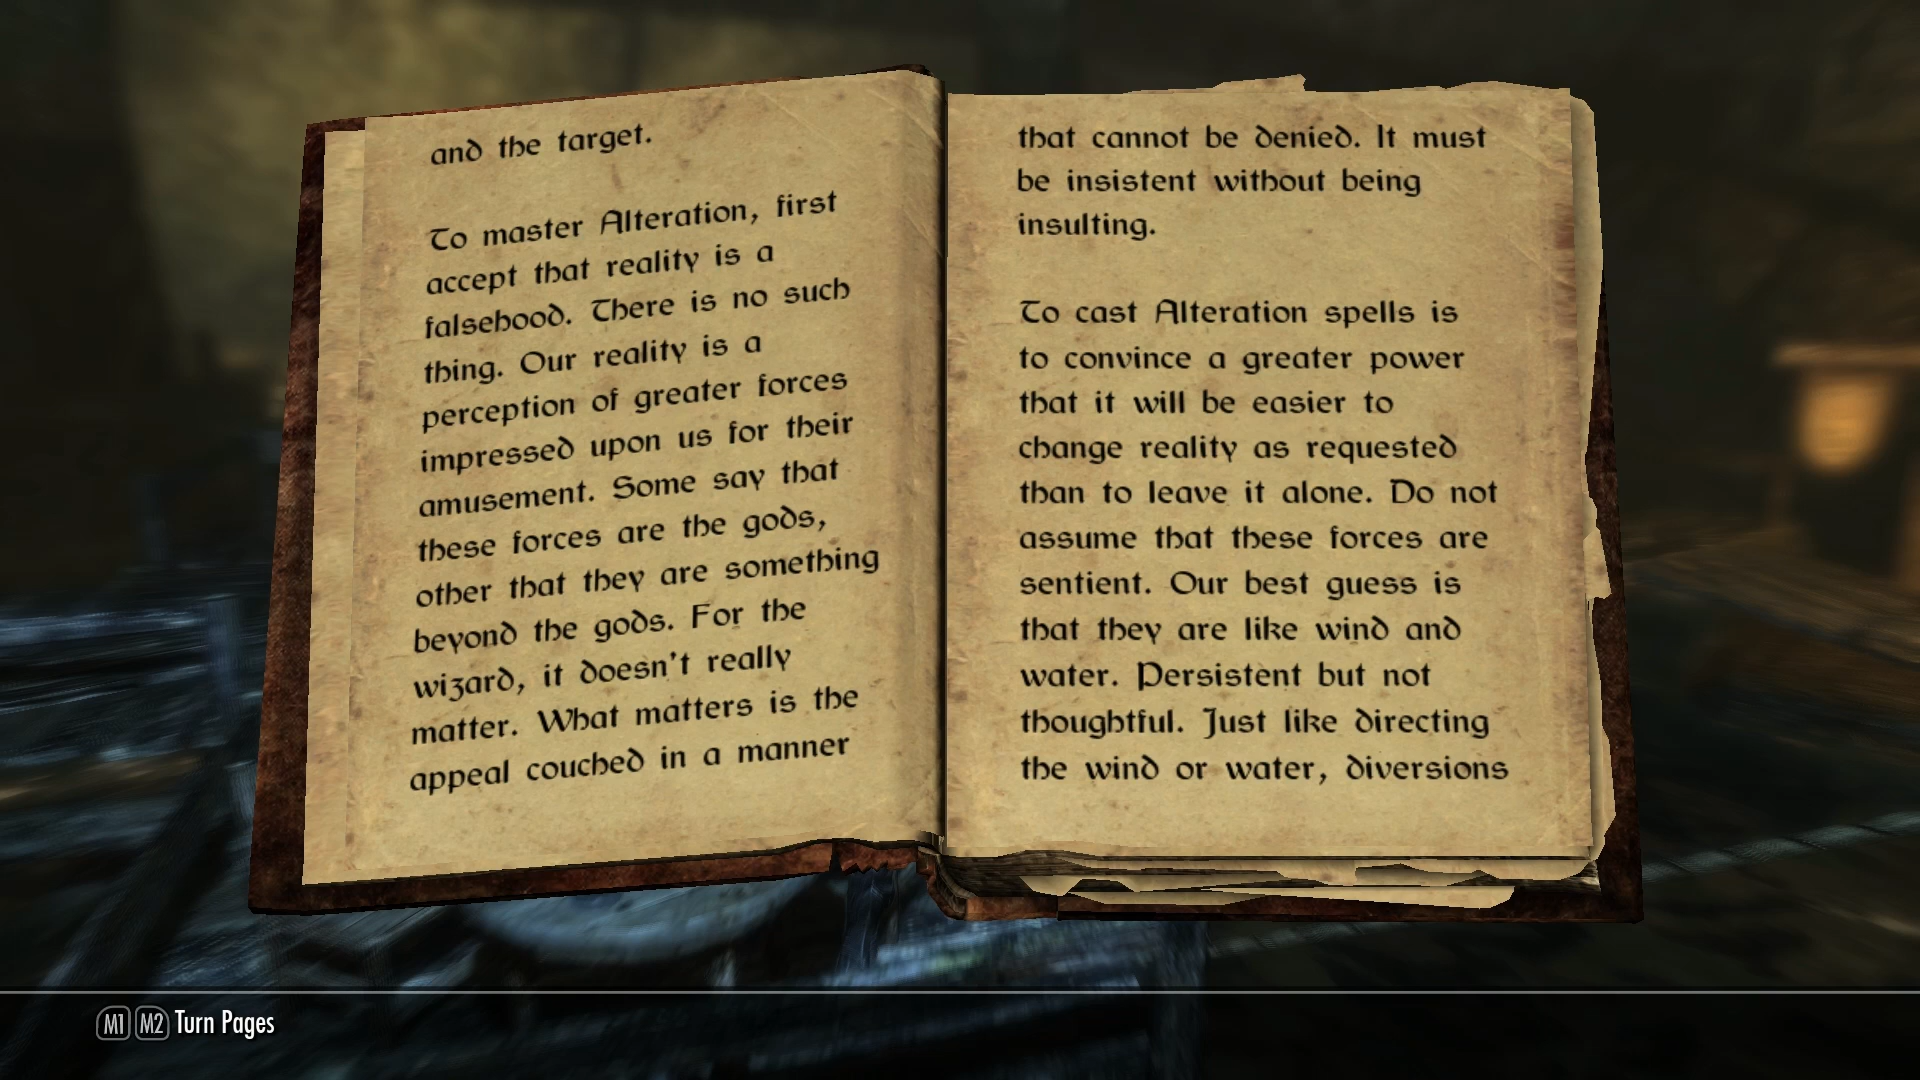 and the target.
To master Alteration, first
accept that reality is a
falsehood. There is no such
thing. Our reality is a
perception of greater forces
impressed upon us for their
amusement. Some say that
these forces are the gods,
other that they are something
beyond the gods. For the
wizard, it doesn't really
matter. What matters is the
appeal couched in a manner
that cannot be denied. It must
be insistent without being
insulting.
To cast Alteration spells is
to convince a greater power
that it will be easier to
change reality as requested
than to leave it alone. Do not
assume that these forces are
sentient. Our best guess is
that they are like wind and
water. Persistent but not
thoughtful. Just like directing
the wind or water, diversions
M1 M2 Turn Pages